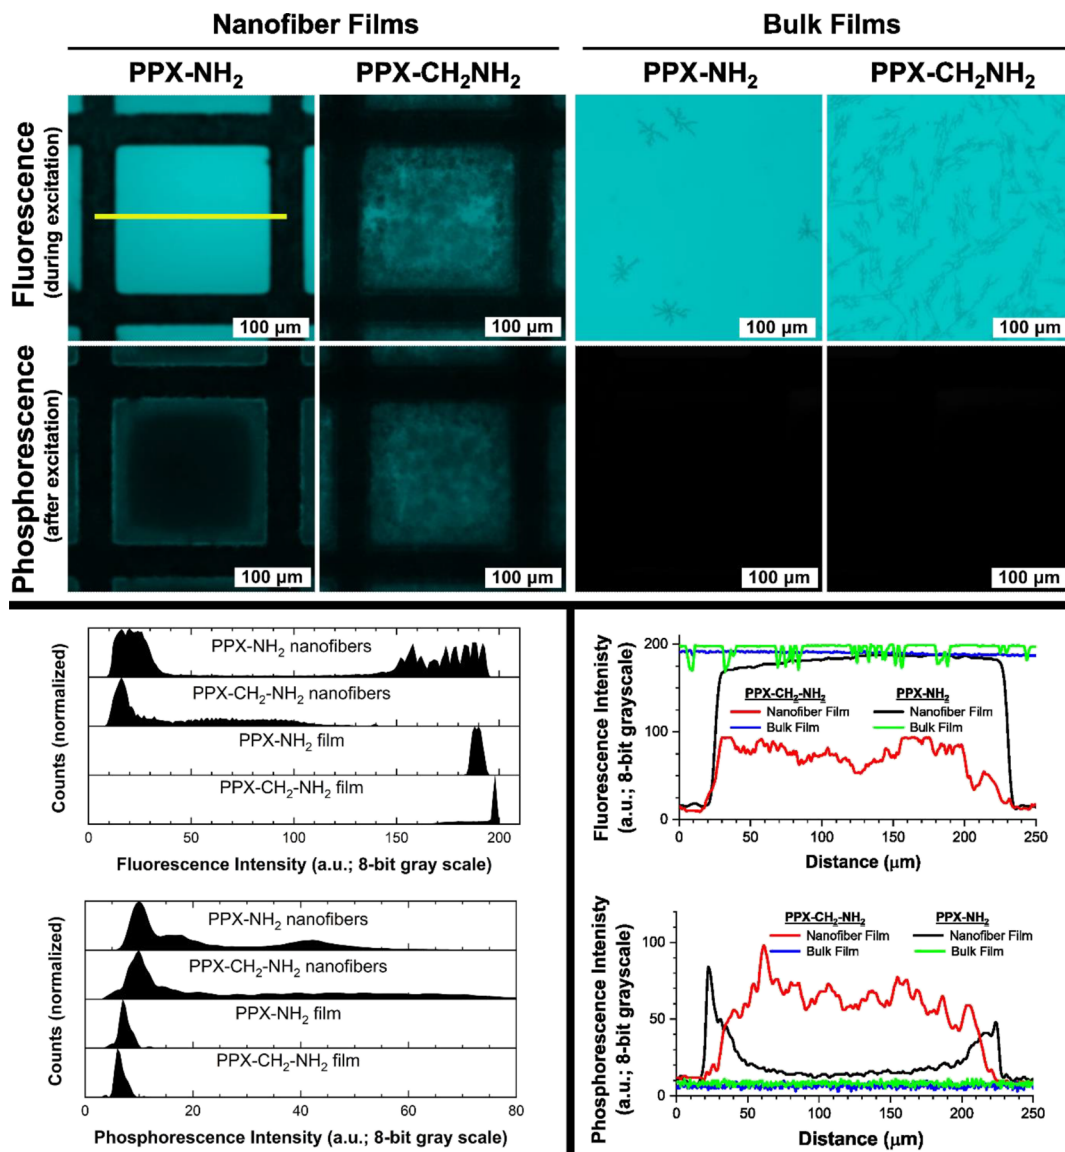 Nanofiber Films
Bulk Films
PPX-NH₂
PPX-CH₂NH₂
PPX-NH₂
PPX-CH₂NH₂
Fluorescence
(during excitation)
100 µm
100 µm
100 µm
100 µm
Phosphorescence
(after excitation)
100 µm
100 µm
100 µm
100 µm
Counts (normalized)
PPX-NH₂ nanofibers
PPX-CH₂-NH₂ nanofibers
PPX-NH₂ film
PPX-CH₂-NH₂ film
0 50 100 150 200
Fluorescence Intensity (a.u.; 8-bit gray scale)
Counts (normalized)
PPX-NH₂ nanofibers
PPX-CH₂-NH₂ nanofibers
PPX-NH₂ film
PPX-CH₂-NH₂ film
0 20 40 60 80
Phosphorescence Intensity (a.u.; 8-bit gray scale)
Fluorescence Intenisty
(a.u.; 8-bit grayscale)
200
100
0
PPX-CH₂-NH₂ PPX-NH₂
Nanofiber Film Nanofiber Film
Bulk Film Bulk Film
0 50 100 150 200 250
Distance (µm)
Phosphorescence Intenisty
(a.u.; 8-bit grayscale)
100
50
0
PPX-CH₂-NH₂ PPX-NH₂
Nanofiber Film Nanofiber Film
Bulk Film Bulk Film
0 50 100 150 200 250
Distance (µm)